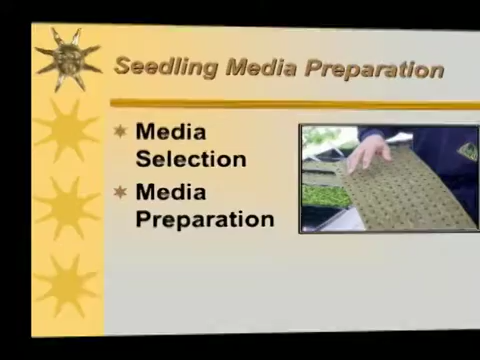 Seedling Media Preparation
Media
Selection
Media
Preparation